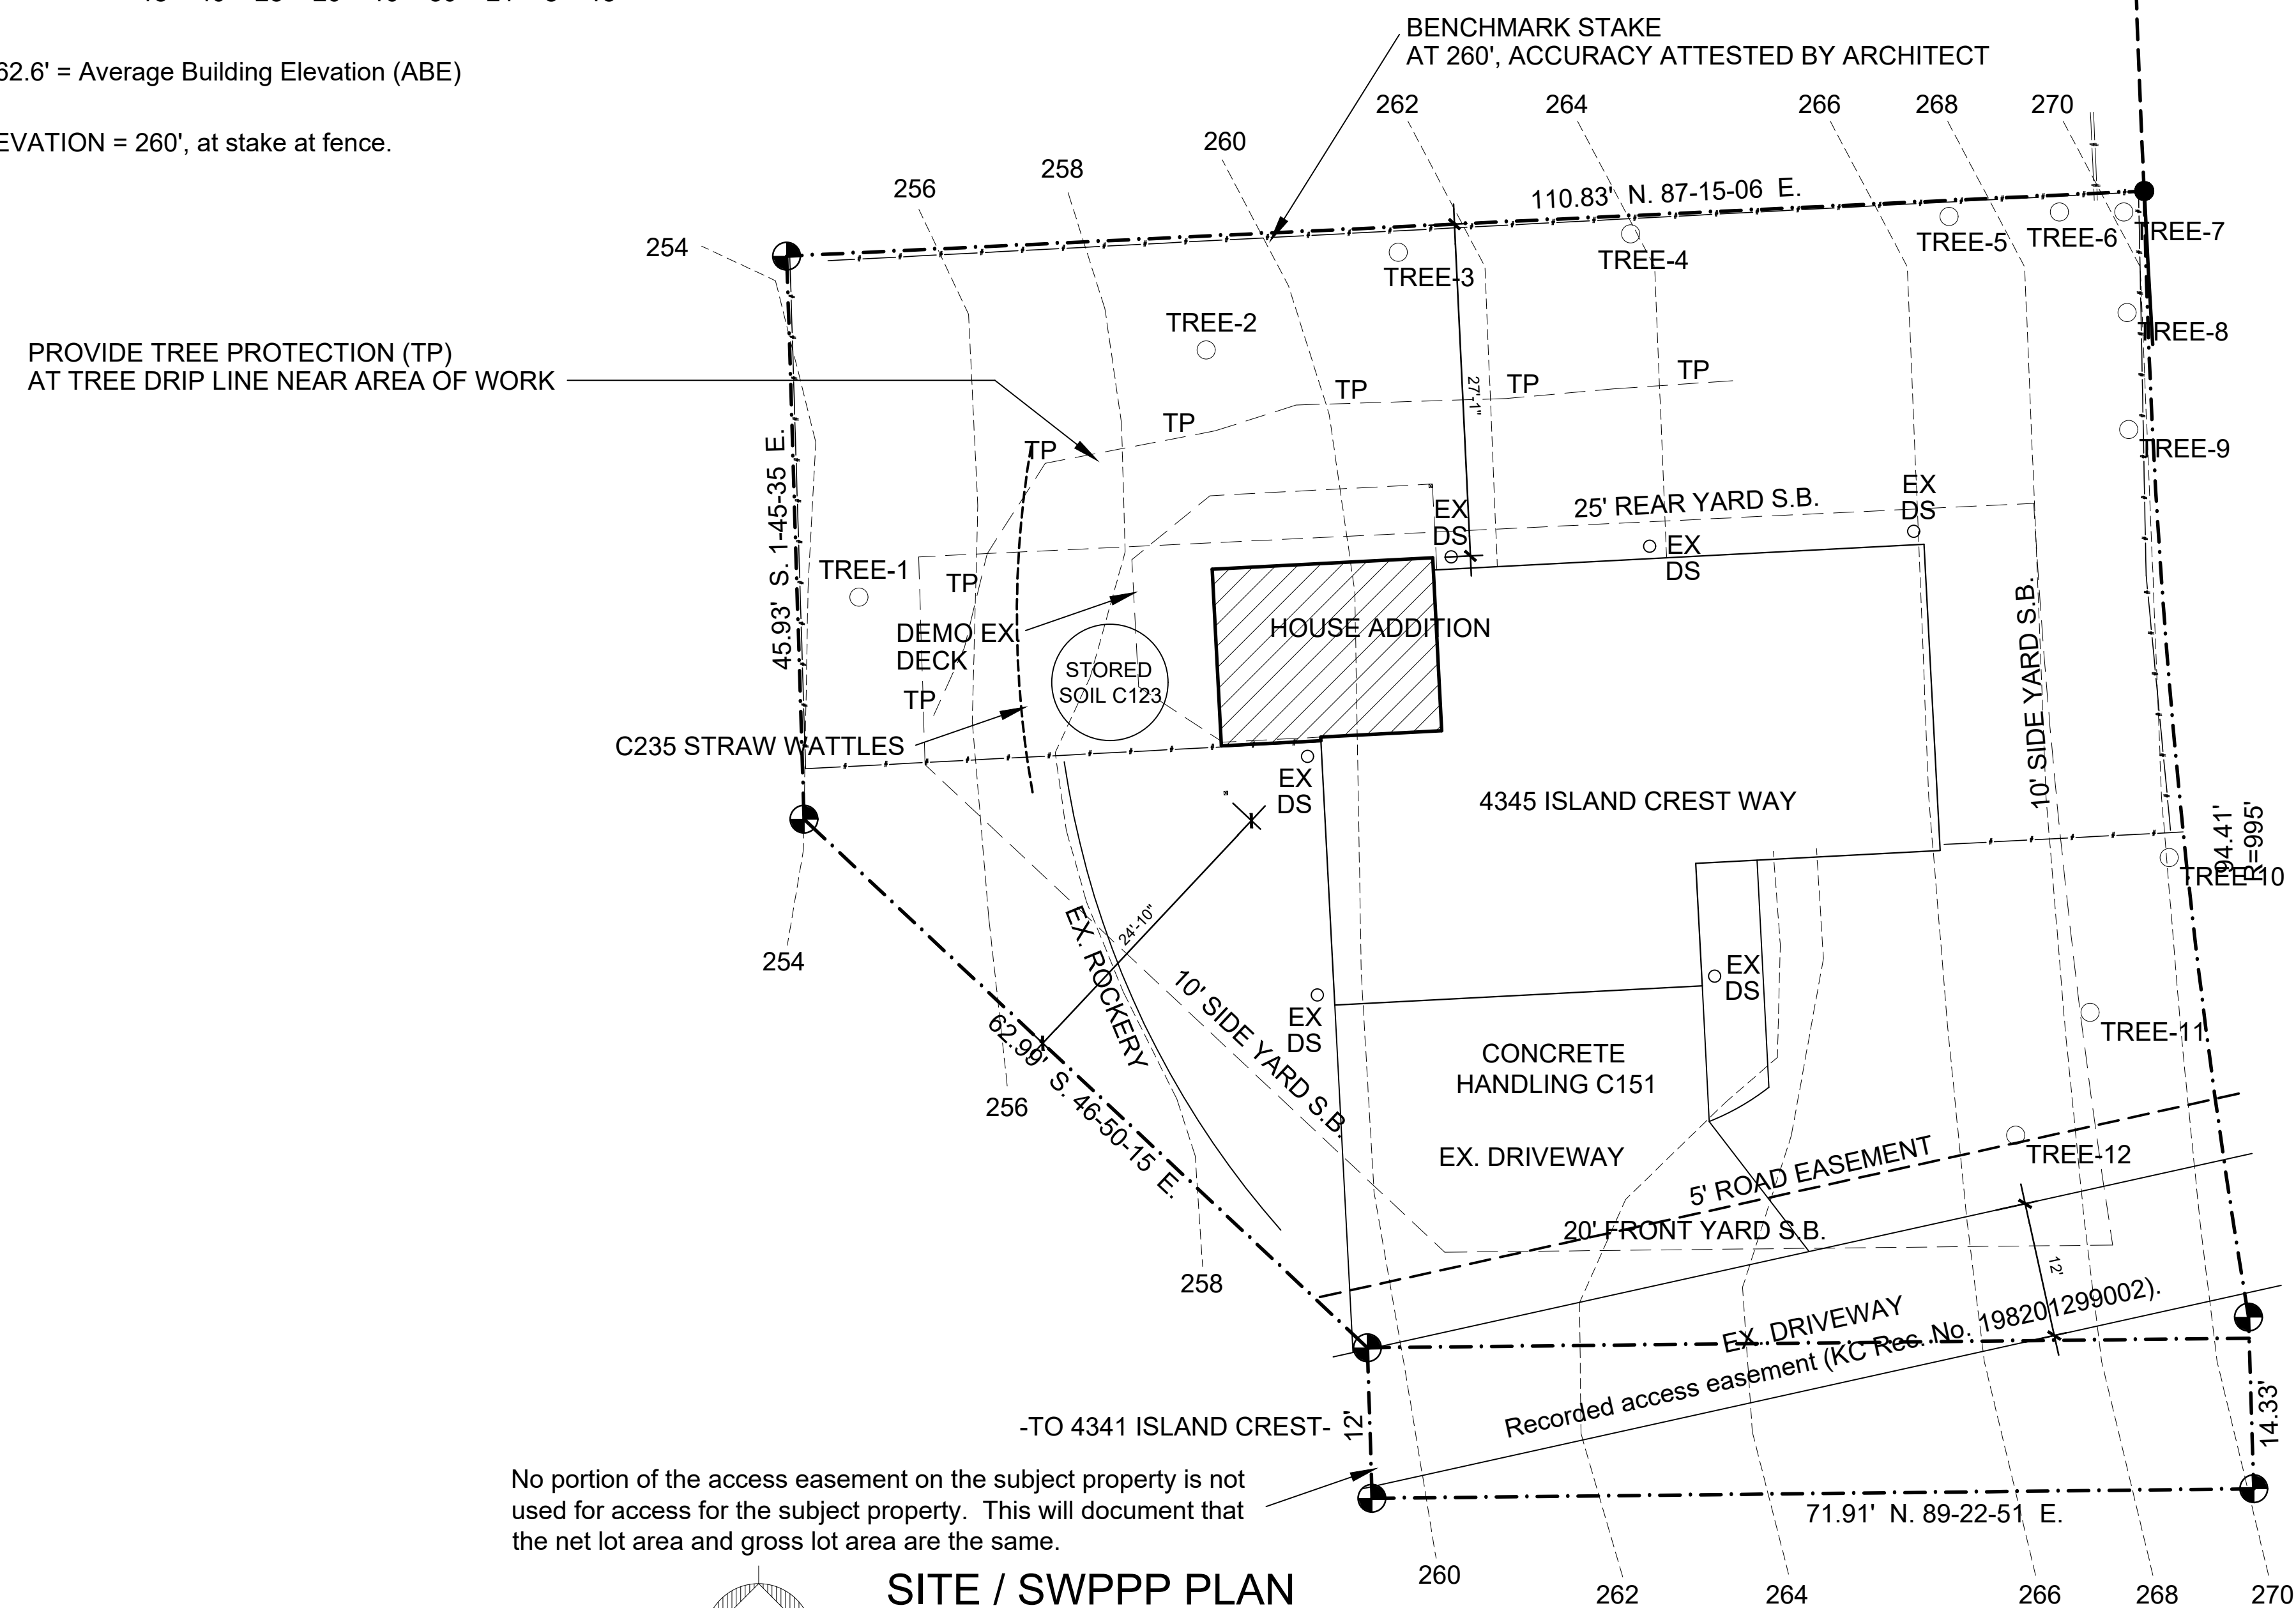 BENCHMARK STAKE
AT 260', ACCURACY ATTESTED BY ARCHITECT
62.6' = Average Building Elevation (ABE)
EVATION = 260', at stake at fence.
262
264
266
268
270
260
258
256
254
110.83'  N. 87-15-06  E.
TREE-3
TREE-4
TREE-5
TREE-6
TREE-7
TREE-2
TREE-8
PROVIDE TREE PROTECTION (TP)
AT TREE DRIP LINE NEAR AREA OF WORK
TP
TP
TP
TP
TP
27'-1"
TREE-9
45.93'  S. 1-45-35  E.
25' REAR YARD S.B.
EX
DS
EX
DS
EX
DS
TREE-1
TP
DEMO EX.
DECK
HOUSE ADDITION
STORED
SOIL C123
TP
10' SIDE YARD S.B.
C235 STRAW WATTLES
EX
DS
4345 ISLAND CREST WAY
94.41'
R=995'
TREE-10
24'-10"
EX. ROCKERY
254
10' SIDE YARD S.B.
EX
DS
EX
DS
TREE-11
62.99'  S. 46-50-15  E.
256
CONCRETE
HANDLING C151
EX. DRIVEWAY
5' ROAD EASEMENT
TREE-12
20' FRONT YARD S.B.
258
12'
EX. DRIVEWAY
Recorded access easement (KC Rec. No. 198201299002).
-TO 4341 ISLAND CREST-
12'
14.33'
No portion of the access easement on the subject property is not
used for access for the subject property.  This will document that
the net lot area and gross lot area are the same.
71.91'  N. 89-22-51  E.
SITE / SWPPP PLAN
260
262
264
266
268
270